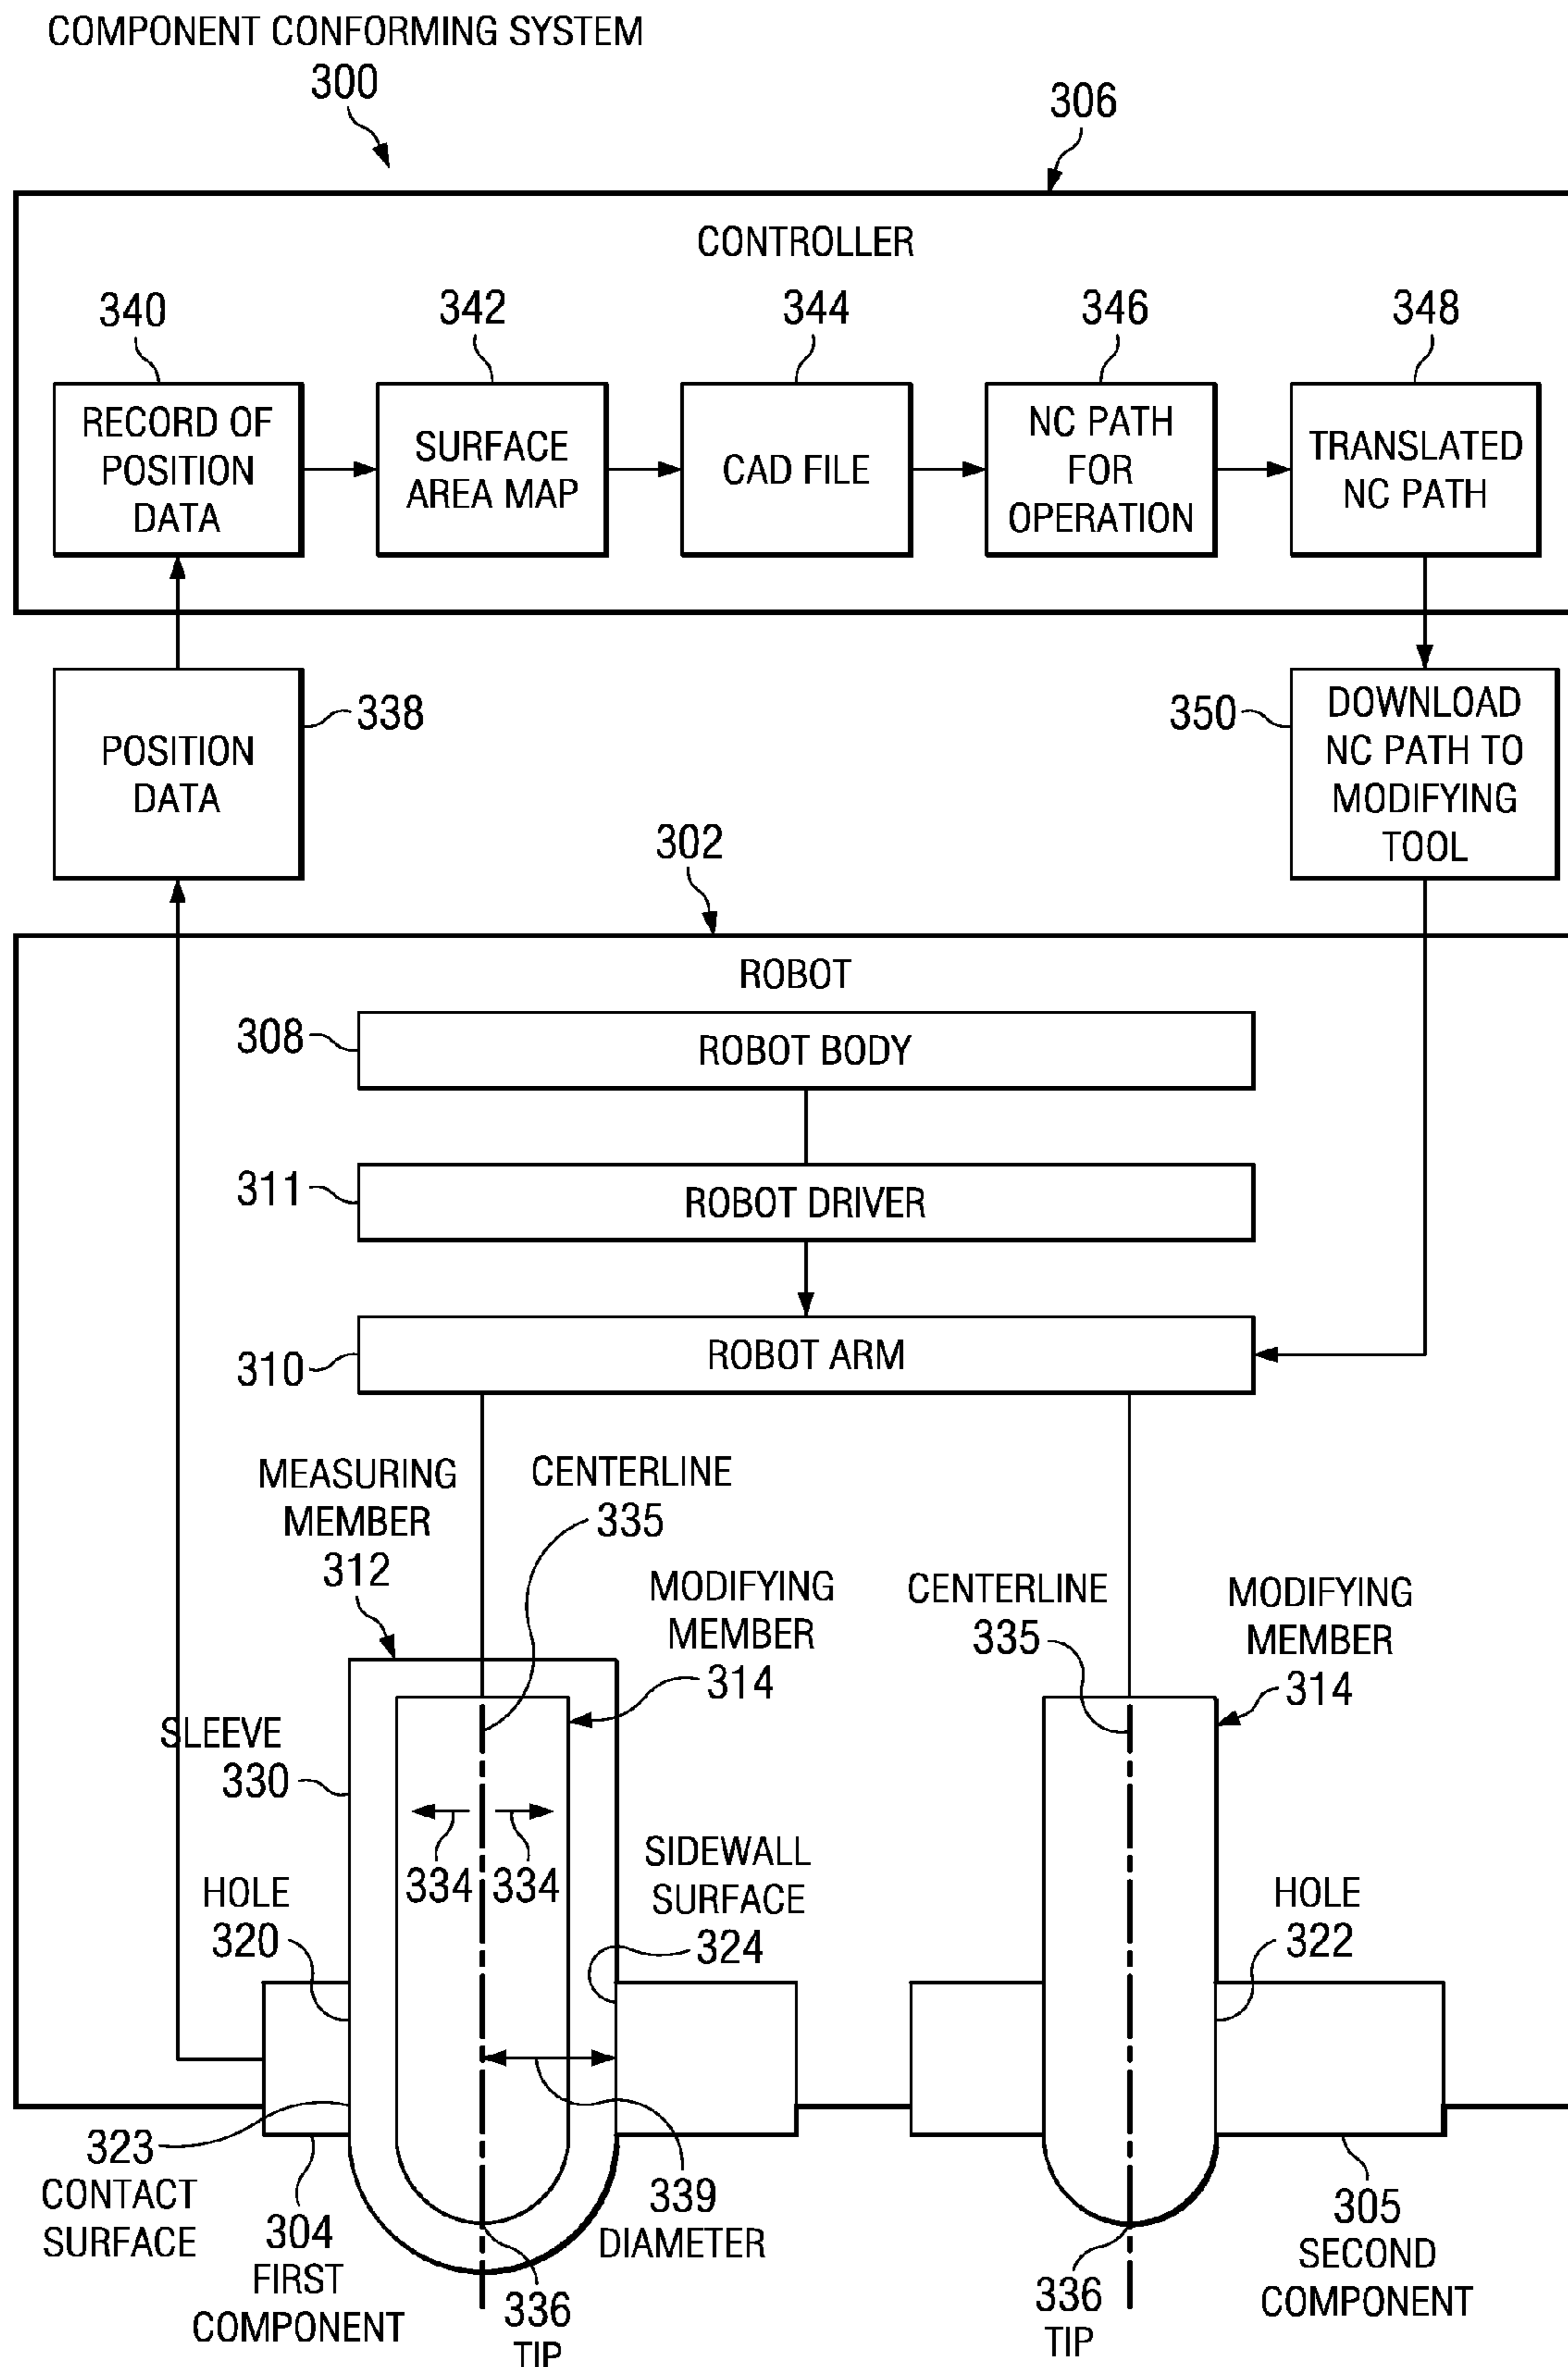 COMPONENT CONFORMING SYSTEM
300
306
CONTROLLER
340
342
344
346
348
RECORD OF
POSITION
DATA
SURFACE
AREA MAP
CAD FILE
NC PATH
FOR
OPERATION
TRANSLATED
NC PATH
POSITION
DATA
338
350
DOWNLOAD
NC PATH TO
MODIFYING
TOOL
302
ROBOT
308
ROBOT BODY
311
ROBOT DRIVER
310
ROBOT ARM
MEASURING
MEMBER
312
CENTERLINE
335
MODIFYING
MEMBER
314
CENTERLINE
335
MODIFYING
MEMBER
314
SLEEVE
330
334
334
SIDEWALL
SURFACE
324
HOLE
320
HOLE
322
323
CONTACT
SURFACE
304
FIRST
COMPONENT
339
DIAMETER
336
TIP
336
TIP
305
SECOND
COMPONENT